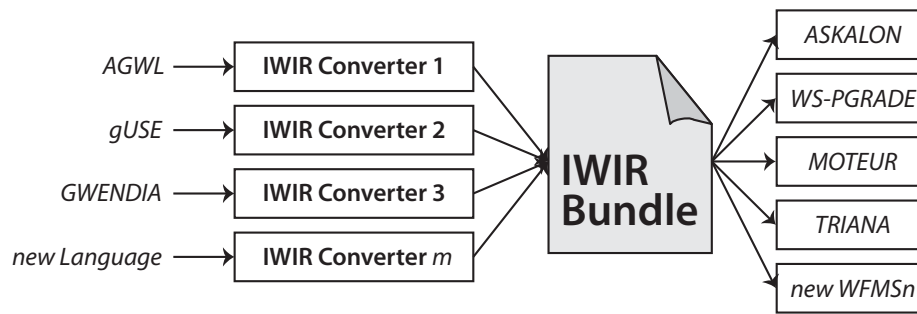 AGWL
IWIR Converter 1
gUSE
IWIR Converter 2
GWENDIA
IWIR Converter 3
new Language
IWIR Converter m
IWIR
Bundle
ASKALON
WS-PGRADE
MOTEUR
TRIANA
new WFMSn